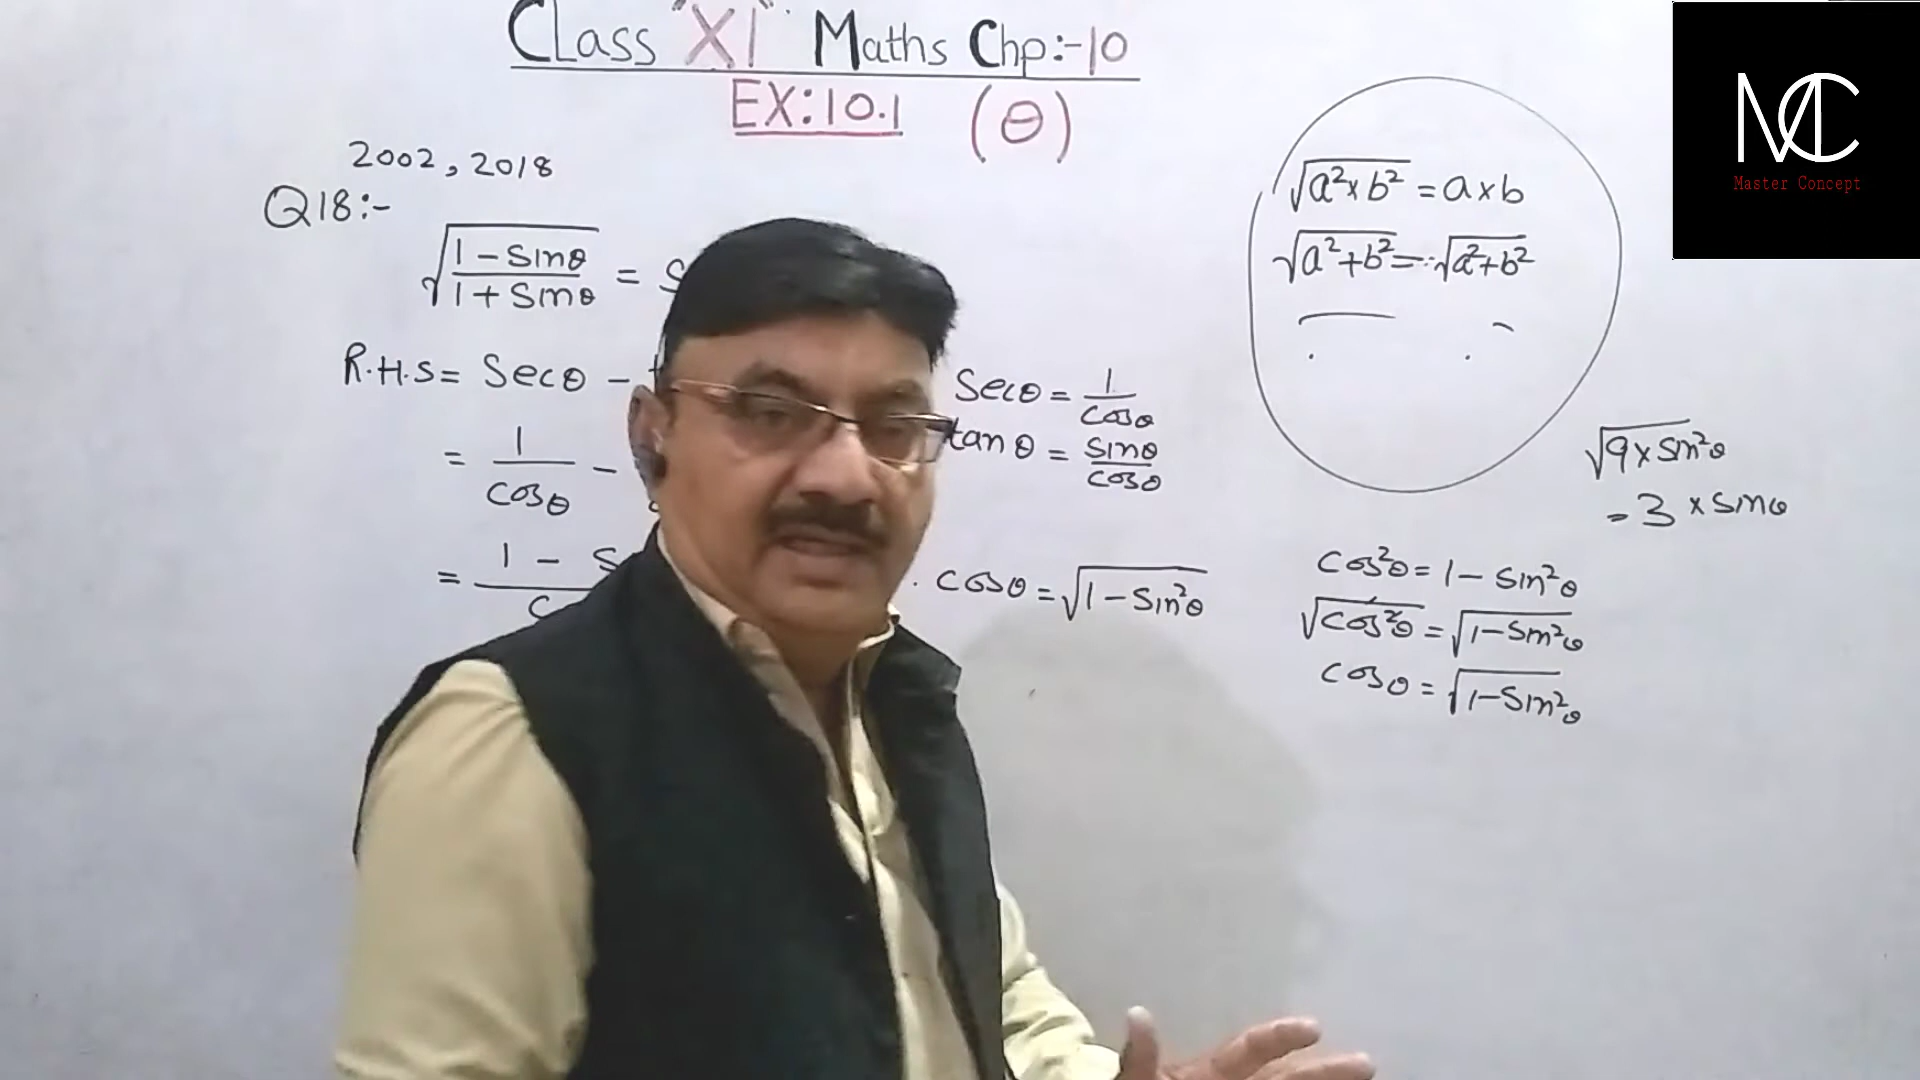 Class "XI" Maths Chp:-10
EX:10.1 (θ)
2002, 2018
Q18:-
√((1 - Sinθ)/(1 + Sinθ)) = S
R.H.S = Secθ -
= 1/Cosθ -
= 1 - S
C
Secθ = 1/Cosθ
tanθ = Sinθ/Cosθ
Cosθ = √(1 - Sin²θ)
√(a² × b²) = a × b
√(a² + b²) = √(a² + b²)
√(9 × Sin²θ)
= 3 × Sinθ
Cos²θ = 1 - Sin²θ
√(Cos²θ) = √(1 - Sin²θ)
Cosθ = √(1 - Sin²θ)
MC
Master Concept